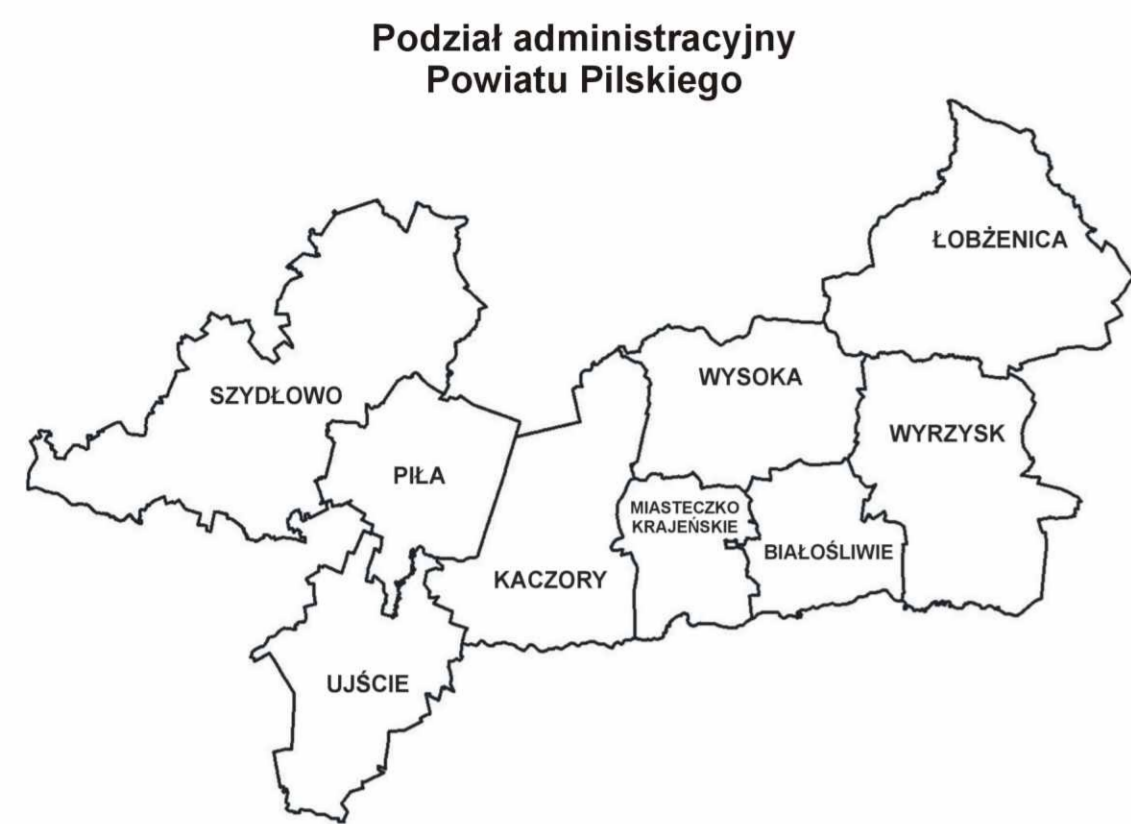 Podział administracyjny
Powiatu Pilskiego
ŁOBŻENICA
WYSOKA
SZYDŁOWO
WYRZYSK
PIŁA
MIASTECZKO
KRAJEŃSKIE
BIAŁOŚLIWIE
KACZORY
UJŚCIE